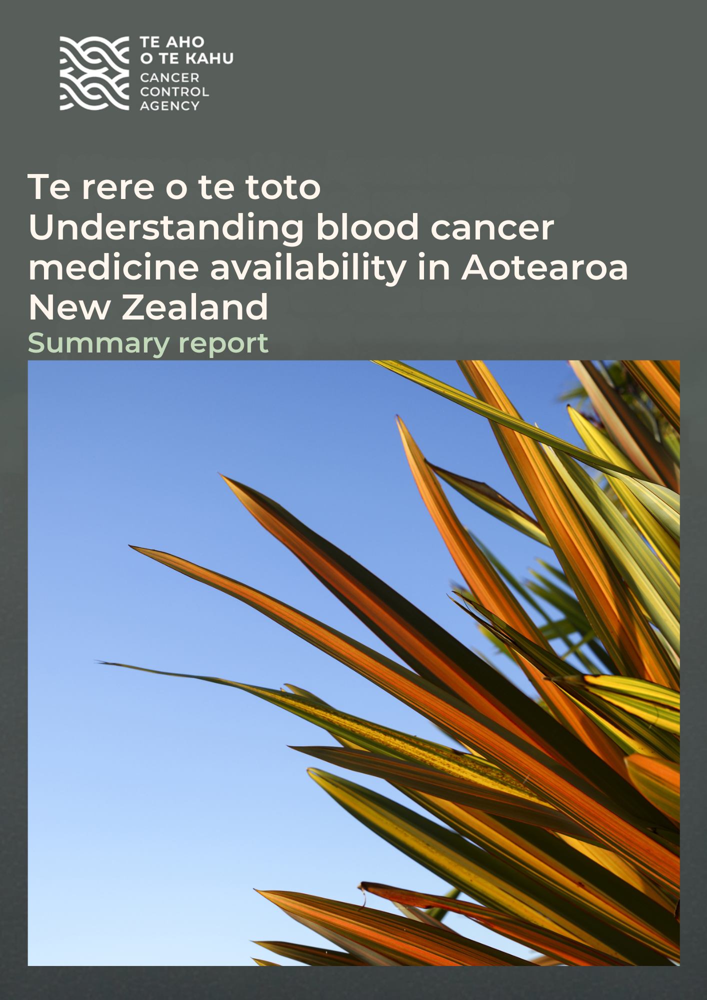 TE AHO
O TE KAHU
CANCER
CONTROL
AGENCY
Te rere o te toto
Understanding blood cancer
medicine availability in Aotearoa
New Zealand
Summary report